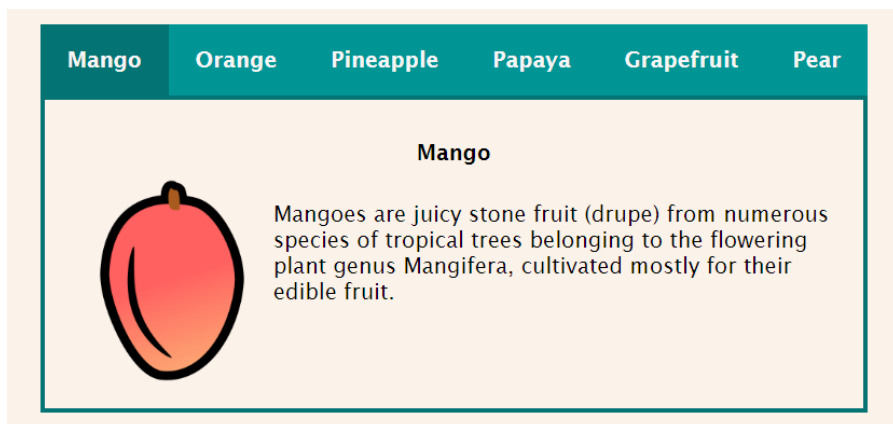 Mango Orange Pineapple Papaya Grapefruit Pear
Mango
Mangoes are juicy stone fruit (drupe) from numerous
species of tropical trees belonging to the flowering
plant genus Mangifera, cultivated mostly for their
edible fruit.